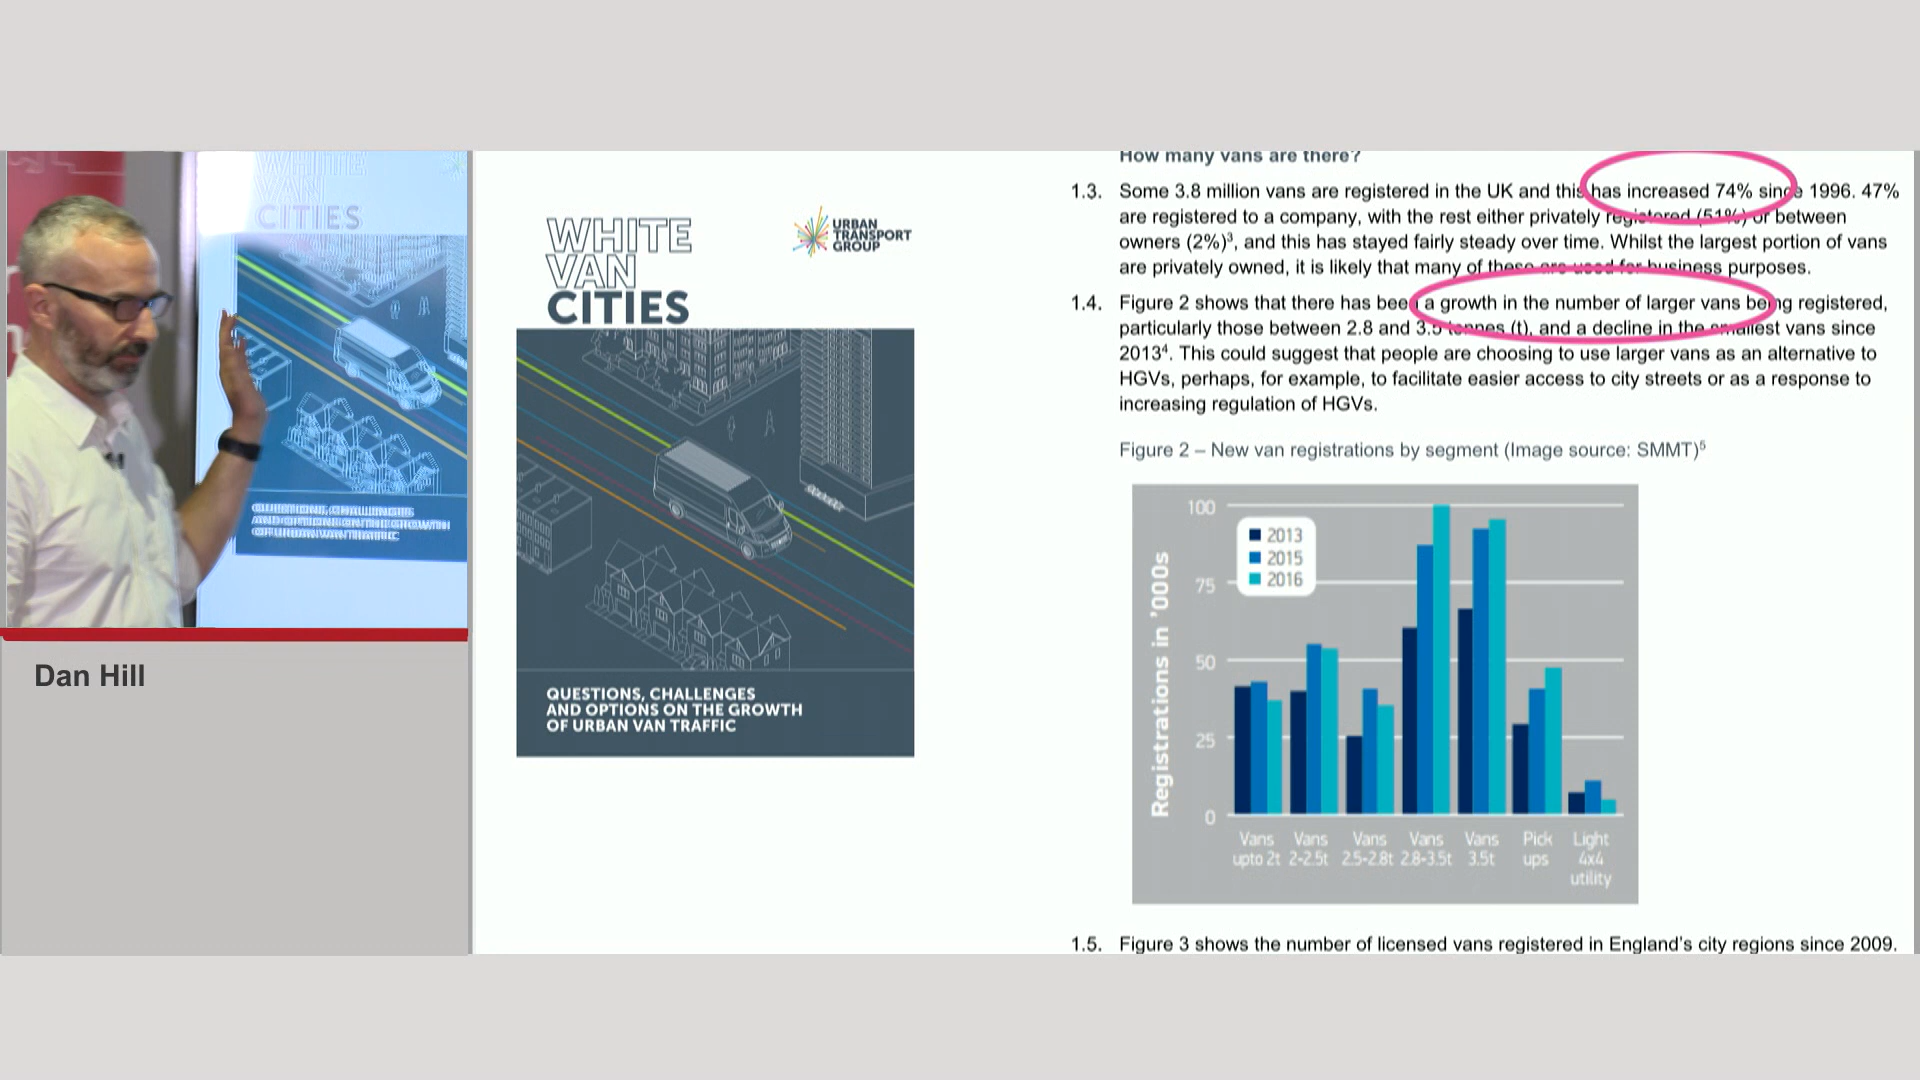 WHITE
VAN
CITIES
QUESTIONS, CHALLENGES
AND OPTIONS ON THE GROWTH
OF URBAN VAN TRAFFIC
Dan Hill
WHITE
VAN
CITIES
URBAN
TRANSPORT
GROUP
QUESTIONS, CHALLENGES
AND OPTIONS ON THE GROWTH
OF URBAN VAN TRAFFIC
How many vans are there?
1.3. Some 3.8 million vans are registered in the UK and this has increased 74% since 1996. 47%
are registered to a company, with the rest either privately registered (51%) or between
owners (2%)³, and this has stayed fairly steady over time. Whilst the largest portion of vans
are privately owned, it is likely that many of these are used for business purposes.
1.4. Figure 2 shows that there has been a growth in the number of larger vans being registered,
particularly those between 2.8 and 3.5 tonnes (t), and a decline in the smallest vans since
2013⁴. This could suggest that people are choosing to use larger vans as an alternative to
HGVs, perhaps, for example, to facilitate easier access to city streets or as a response to
increasing regulation of HGVs.
Figure 2 – New van registrations by segment (Image source: SMMT)⁵
Registrations in '000s
100
75
50
25
0
2013
2015
2016
Vans upto 2t
Vans 2-2.5t
Vans 2.5-2.8t
Vans 2.8-3.5t
Vans 3.5t
Pick ups
Light 4x4 utility
1.5. Figure 3 shows the number of licensed vans registered in England's city regions since 2009.